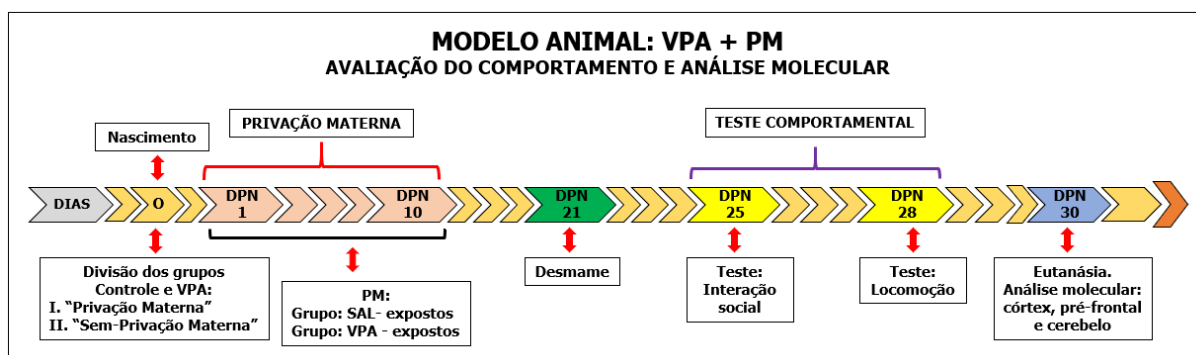 MODELO ANIMAL: VPA + PM
AVALIAÇÃO DO COMPORTAMENTO E ANÁLISE MOLECULAR
Nascimento
PRIVAÇÃO MATERNA
TESTE COMPORTAMENTAL
DIAS
0
DPN
1
DPN
10
DPN
21
DPN
25
DPN
28
DPN
30
Divisão dos grupos
Controle e VPA:
I. “Privação Materna”
II. “Sem-Privação Materna”
PM:
Grupo: SAL- expostos
Grupo: VPA - expostos
Desmame
Teste:
Interação
social
Teste:
Locomoção
Eutanásia.
Análise molecular:
córtex, pré-frontal
e cerebelo